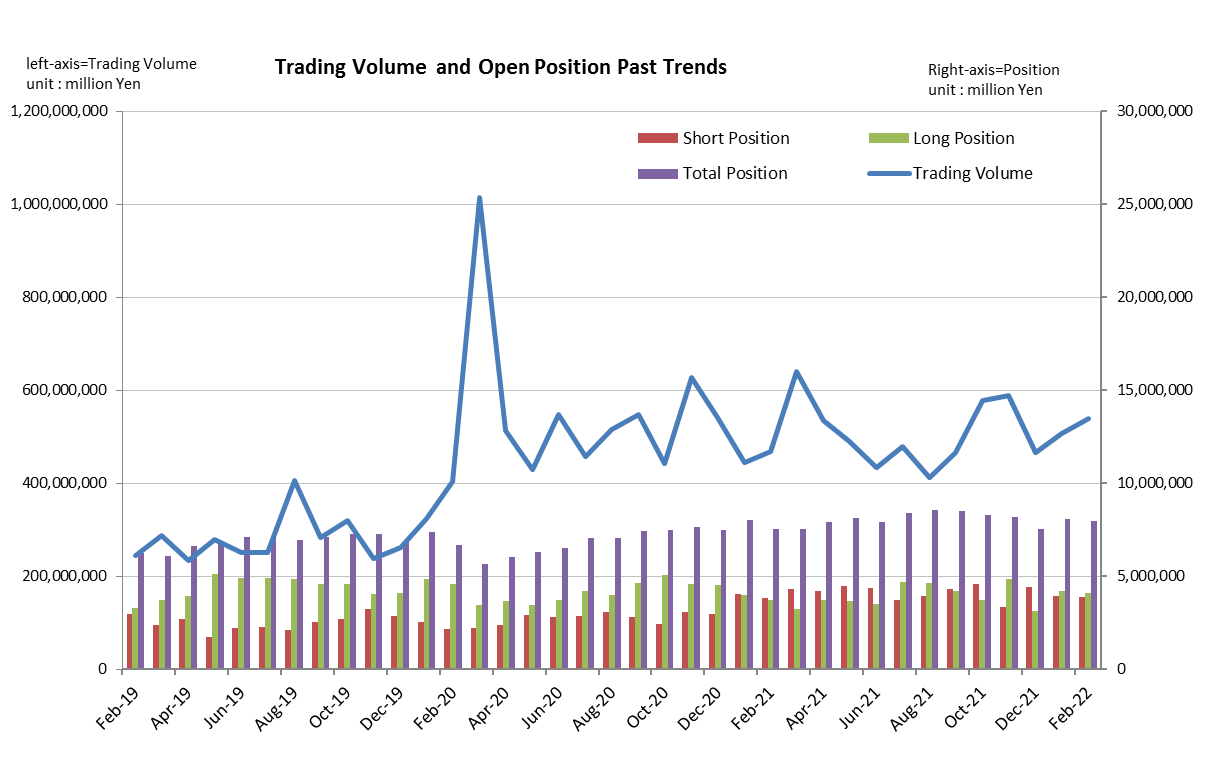 left-axis=Trading Volume
unit : million Yen
Trading Volume and Open Position Past Trends
Right-axis=Position
unit : million Yen
1,200,000,000
1,000,000,000
800,000,000
600,000,000
400,000,000
200,000,000
0
30,000,000
25,000,000
20,000,000
15,000,000
10,000,000
5,000,000
0
Short Position
Long Position
Total Position
Trading Volume
Feb-19
Apr-19
Jun-19
Aug-19
Oct-19
Dec-19
Feb-20
Apr-20
Jun-20
Aug-20
Oct-20
Dec-20
Feb-21
Apr-21
Jun-21
Aug-21
Oct-21
Dec-21
Feb-22